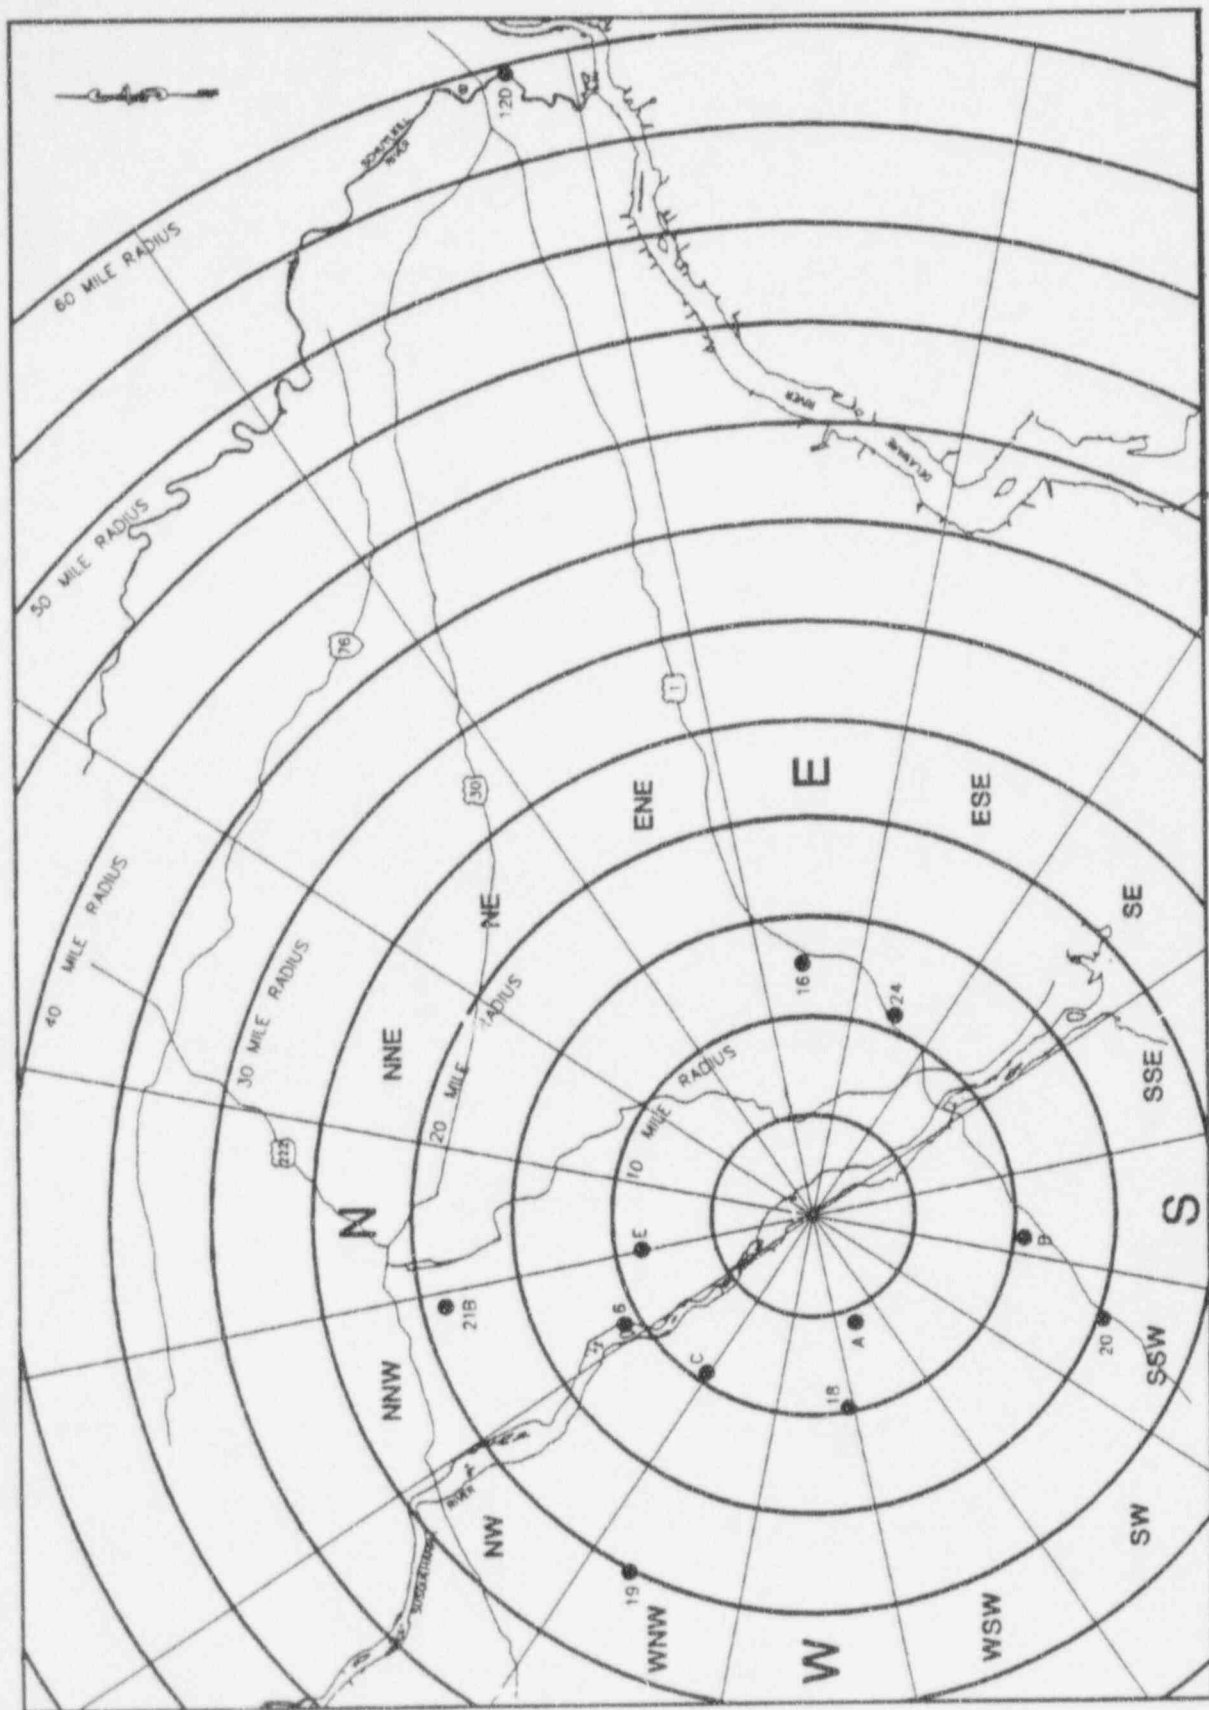 12D
SCHUYLKILL
RIVER
60 MILE RADIUS
50 MILE RADIUS
76
40 MILE RADIUS
30 MILE RADIUS
222
30
1
RIVER
DELAWARE
ENE
E
ESE
NE
SE
NNE
20 MILE RADIUS
10 MILE RADIUS
16
24
SSE
N
S
E
21B
6
C
A
18
B
20
SSW
NNW
RIVER
SUSQUEHANNA
NW
19
WNW
W
WSW
SW